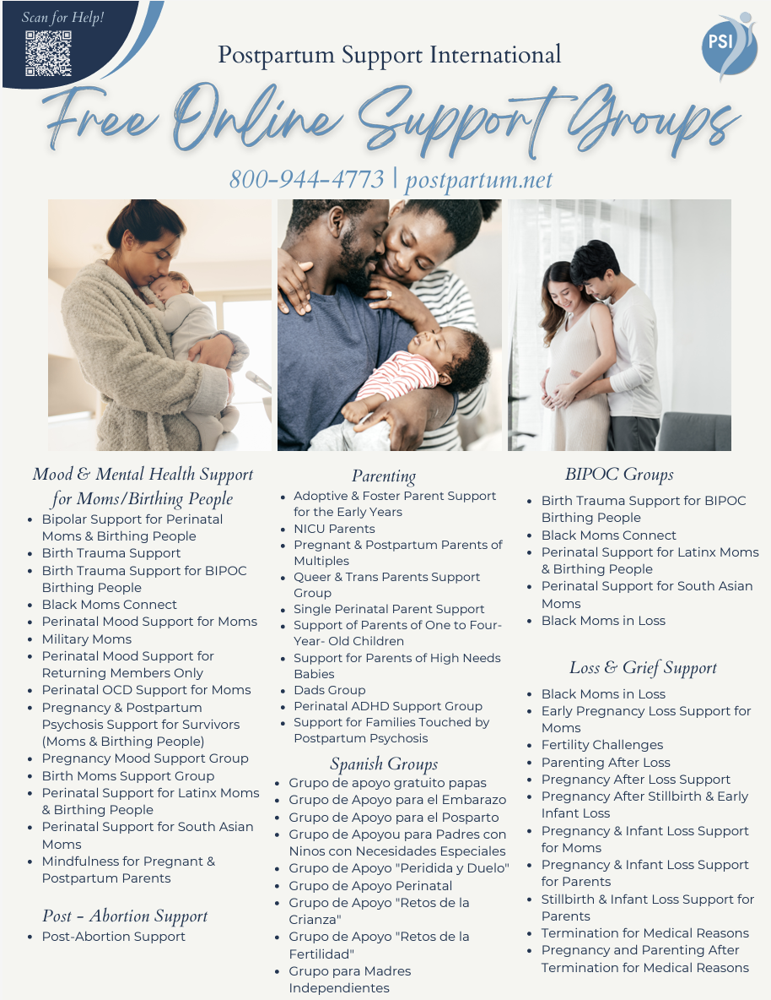 Scan for Help!
PSI
Postpartum Support International
Free Online Support Groups
800-944-4773 | postpartum.net
Mood & Mental Health Support
for Moms/Birthing People
• Bipolar Support for Perinatal
Moms & Birthing People
• Birth Trauma Support
• Birth Trauma Support for BIPOC
Birthing People
• Black Moms Connect
• Perinatal Mood Support for Moms
• Military Moms
• Perinatal Mood Support for
Returning Members Only
• Perinatal OCD Support for Moms
• Pregnancy & Postpartum
Psychosis Support for Survivors
(Moms & Birthing People)
• Pregnancy Mood Support Group
• Birth Moms Support Group
• Perinatal Support for Latinx Moms
& Birthing People
• Perinatal Support for South Asian
Moms
• Mindfulness for Pregnant &
Postpartum Parents
Post - Abortion Support
• Post-Abortion Support
Parenting
• Adoptive & Foster Parent Support
for the Early Years
• NICU Parents
• Pregnant & Postpartum Parents of
Multiples
• Queer & Trans Parents Support
Group
• Single Perinatal Parent Support
• Support of Parents of One to Four-
Year- Old Children
• Support for Parents of High Needs
Babies
• Dads Group
• Perinatal ADHD Support Group
• Support for Families Touched by
Postpartum Psychosis
Spanish Groups
• Grupo de apoyo gratuito papas
• Grupo de Apoyo para el Embarazo
• Grupo de Apoyo para el Posparto
• Grupo de Apoyou para Padres con
Ninos con Necesidades Especiales
• Grupo de Apoyo "Peridida y Duelo"
• Grupo de Apoyo Perinatal
• Grupo de Apoyo "Retos de la
Crianza"
• Grupo de Apoyo "Retos de la
Fertilidad"
• Grupo para Madres
Independientes
BIPOC Groups
• Birth Trauma Support for BIPOC
Birthing People
• Black Moms Connect
• Perinatal Support for Latinx Moms
& Birthing People
• Perinatal Support for South Asian
Moms
• Black Moms in Loss
Loss & Grief Support
• Black Moms in Loss
• Early Pregnancy Loss Support for
Moms
• Fertility Challenges
• Parenting After Loss
• Pregnancy After Loss Support
• Pregnancy After Stillbirth & Early
Infant Loss
• Pregnancy & Infant Loss Support
for Moms
• Pregnancy & Infant Loss Support
for Parents
• Stillbirth & Infant Loss Support for
Parents
• Termination for Medical Reasons
• Pregnancy and Parenting After
Termination for Medical Reasons